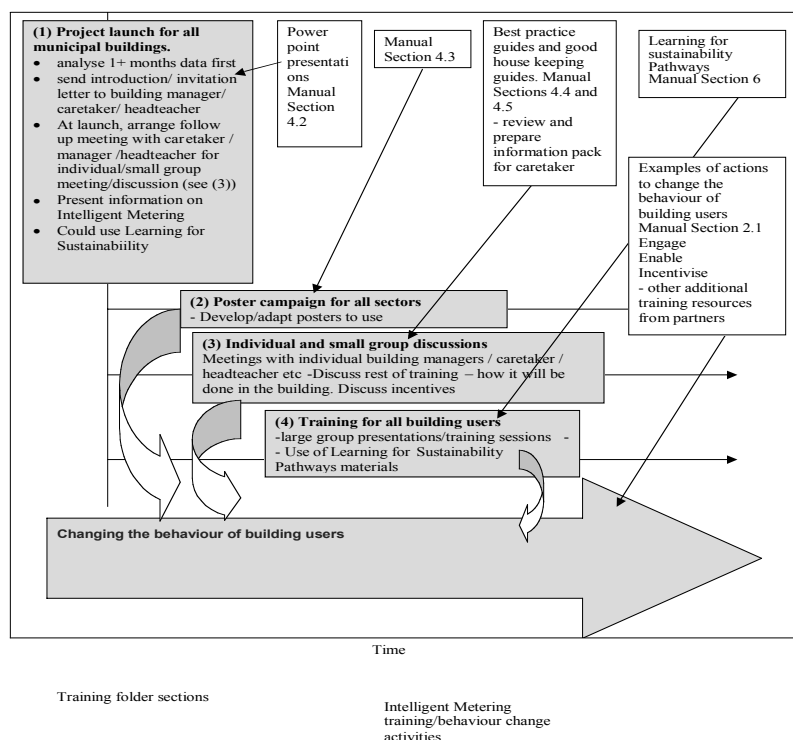 (1) Project launch for all
municipal buildings.
• analyse 1+ months data first
• send introduction/ invitation
letter to building manager/
caretaker/ headteacher
• At launch, arrange follow
up meeting with caretaker /
manager /headteacher for
individual/small group
meeting/discussion (see (3))
• Present information on
Intelligent Metering
• Could use Learning for
Sustainabiility
Power
point
presentati
ons
Manual
Section
4.2
Manual
Section 4.3
Best practice
guides and good
house keeping
guides. Manual
Sections 4.4 and
4.5
- review and
prepare
information pack
for caretaker
Learning for
sustainability
Pathways
Manual Section 6
Examples of actions
to change the
behaviour of
building users
Manual Section 2.1
Engage
Enable
Incentivise
- other additional
training resources
from partners
(2) Poster campaign for all sectors
- Develop/adapt posters to use
(3) Individual and small group discussions
Meetings with individual building managers / caretaker /
headteacher etc -Discuss rest of training – how it will be
done in the building. Discuss incentives
(4) Training for all building users
-large group presentations/training sessions -
- Use of Learning for Sustainability
Pathways materials
Changing the behaviour of building users
Time
Training folder sections
Intelligent Metering
training/behaviour change
activities